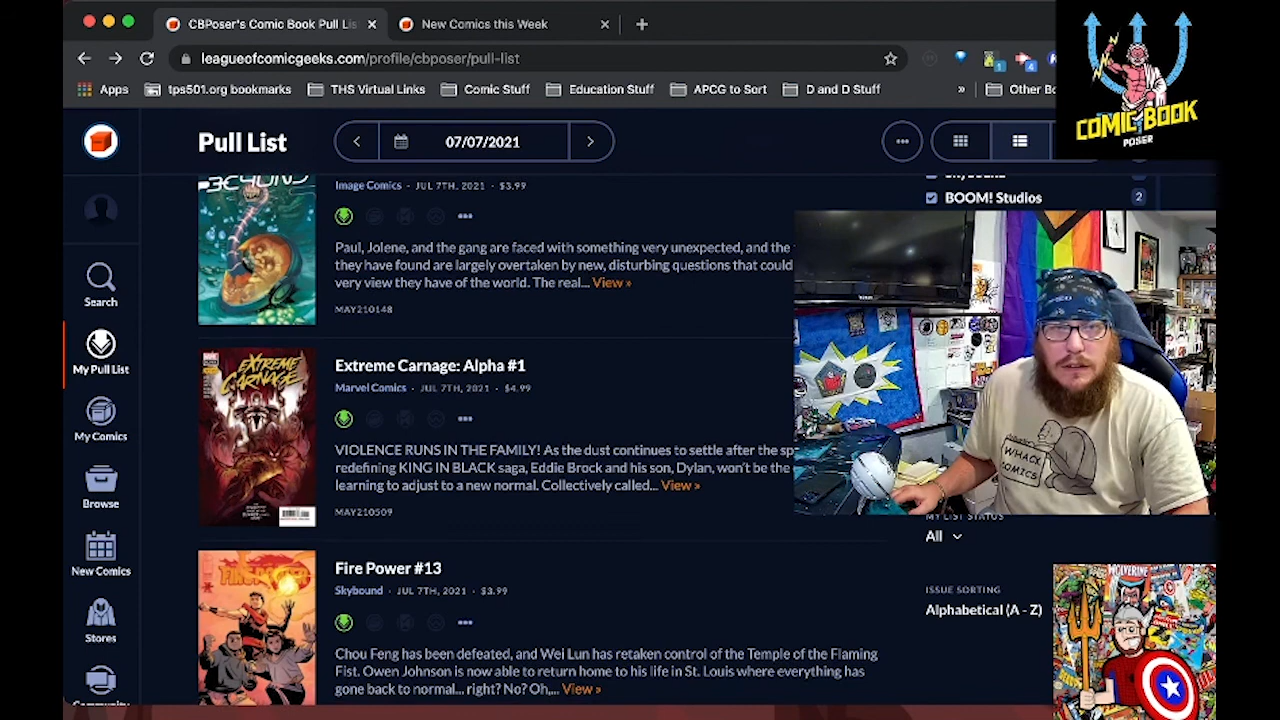 CBPoser's Comic Book Pull Lis
New Comics this Week
leagueofcomicgeeks.com/profile/cbposer/pull-list
Apps
tps501.org bookmarks
THS Virtual Links
Comic Stuff
Education Stuff
APCG to Sort
D and D Stuff
»
Other Bo
COMIC BOOK
POSER
Pull List
07/07/2021
BEYOND
Image Comics · JUL 7TH, 2021 · $3.99
Paul, Jolene, and the gang are faced with something very unexpected, and the
they have found are largely overtaken by new, disturbing questions that could
very view they have of the world. The real... View »
MAY210148
Skybound
BOOM! Studios
2
Search
My Pull List
My Comics
Browse
New Comics
Stores
Community
EXTREME
CARNAGE
Extreme Carnage: Alpha #1
Marvel Comics · JUL 7TH, 2021 · $4.99
VIOLENCE RUNS IN THE FAMILY! As the dust continues to settle after the sp
redefining KING IN BLACK saga, Eddie Brock and his son, Dylan, won't be the
learning to adjust to a new normal. Collectively called... View »
MAY210509
WHACK
COMICS
MY LIST STATUS
All
ISSUE SORTING
Alphabetical (A - Z)
FIRE POWER
Fire Power #13
Skybound · JUL 7TH, 2021 · $3.99
Chou Feng has been defeated, and Wei Lun has retaken control of the Temple of the Flaming
Fist. Owen Johnson is now able to return home to his life in St. Louis where everything has
gone back to normal... right? No? Oh,... View »
WOLVERINE